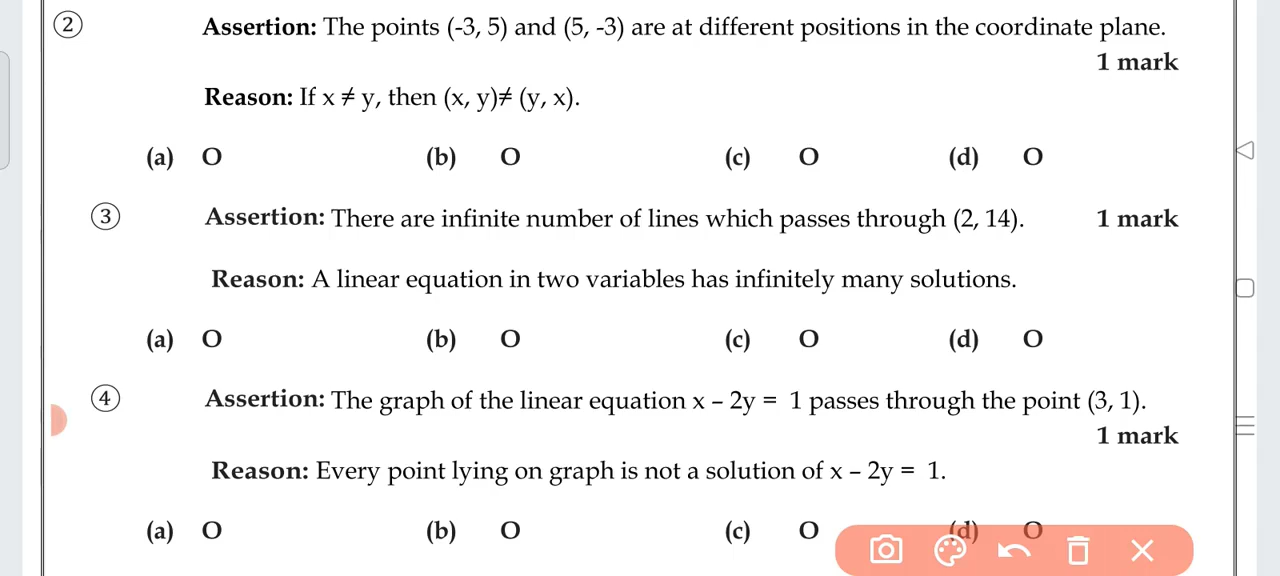 ② Assertion: The points (-3, 5) and (5, -3) are at different positions in the coordinate plane.
1 mark
Reason: If x ≠ y, then (x, y)≠ (y, x).
(a) O (b) O (c) O (d) O
③ Assertion: There are infinite number of lines which passes through (2, 14). 1 mark
Reason: A linear equation in two variables has infinitely many solutions.
(a) O (b) O (c) O (d) O
④ Assertion: The graph of the linear equation x – 2y = 1 passes through the point (3, 1).
1 mark
Reason: Every point lying on graph is not a solution of x – 2y = 1.
(a) O (b) O (c) O (d) O